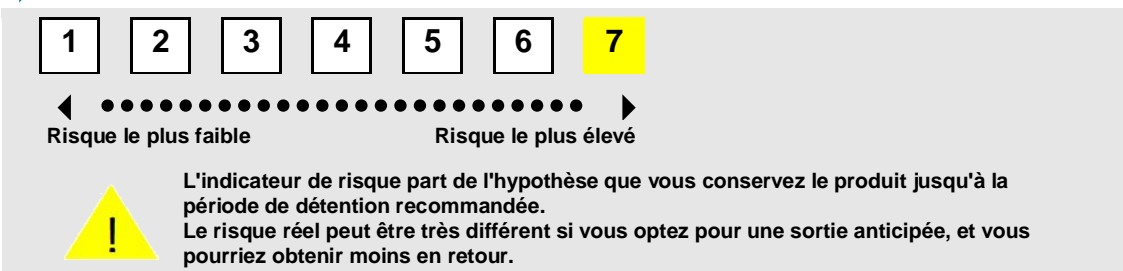 1 2 3 4 5 6 7
Risque le plus faible Risque le plus élevé
L'indicateur de risque part de l'hypothèse que vous conservez le produit jusqu'à la
période de détention recommandée.
Le risque réel peut être très différent si vous optez pour une sortie anticipée, et vous
pourriez obtenir moins en retour.
!